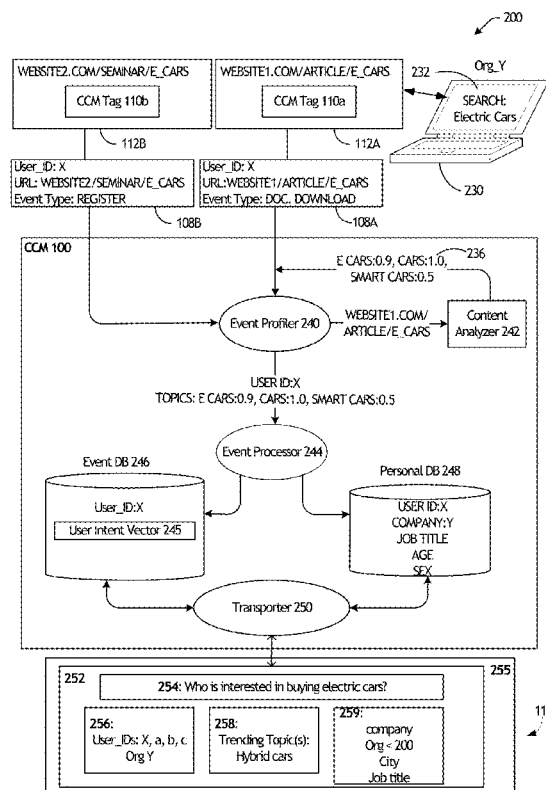 200
Org_Y
232
SEARCH:
Electric Cars
230
WEBSITE2.COM/SEMINAR/E_CARS
CCM Tag 110b
112B
WEBSITE1.COM/ARTICLE/E_CARS
CCM Tag 110a
112A
User_ID: X
URL: WEBSITE2/SEMINAR/E_CARS
Event Type: REGISTER
108B
User_ID: X
URL:WEBSITE1/ARTICLE/E_CARS
Event Type: DOC. DOWNLOAD
108A
CCM 100
236
E CARS:0.9, CARS:1.0,
SMART CARS:0.5
Event Profiler 240
WEBSITE1.COM/
ARTICLE/E_CARS
Content
Analyzer 242
USER ID:X
TOPICS: E CARS:0.9, CARS:1.0, SMART CARS:0.5
Event Processor 244
Event DB 246
User_ID:X
User Intent Vector 245
Personal DB 248
USER ID:X
COMPANY:Y
JOB TITLE
AGE
SEX
Transporter 250
252
255
254: Who is interested in buying electric cars?
256:
User_IDs: X, a, b, c
Org Y
258:
Trending Topic(s):
Hybrid cars
259:
company
Org < 200
City
Job title
11